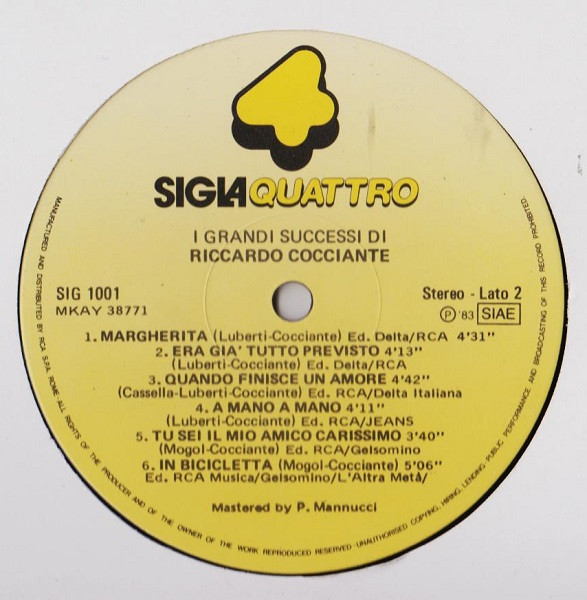 4
SIGLAQUATTRO
I GRANDI SUCCESSI DI
RICCARDO COCCIANTE
SIG 1001
MKAY 38771
Stereo - Lato 2
Ⓟ '83 SIAE
1. MARGHERITA (Luberti-Cocciante) Ed. Delta/RCA 4'31"
2. ERA GIA' TUTTO PREVISTO 4'13"
(Luberti-Cocciante) Ed. Delta/RCA
3. QUANDO FINISCE UN AMORE 4'42"
(Cassella-Luberti-Cocciante) Ed. RCA/Delta Italiana
4. A MANO A MANO 4'11"
(Luberti-Cocciante) Ed. RCA/JEANS
5. TU SEI IL MIO AMICO CARISSIMO 3'40"
(Mogol-Cocciante) Ed. RCA/Gelsomino
6. IN BICICLETTA (Mogol-Cocciante) 5'06"
Ed. RCA Musica/Gelsomino/L'Altra Metà/
Mastered by P. Mannucci
MANUFACTURED AND DISTRIBUTED BY RCA S.P.A. ROME-ALL RIGHTS OF THE PRODUCER AND OF THE OWNER OF THE WORK REPRODUCED RESERVED-UNAUTHORISED COPYING, HIRING, LENDING, PUBLIC PERFORMANCE AND BROADCASTING OF THIS RECORD PROHIBITED.